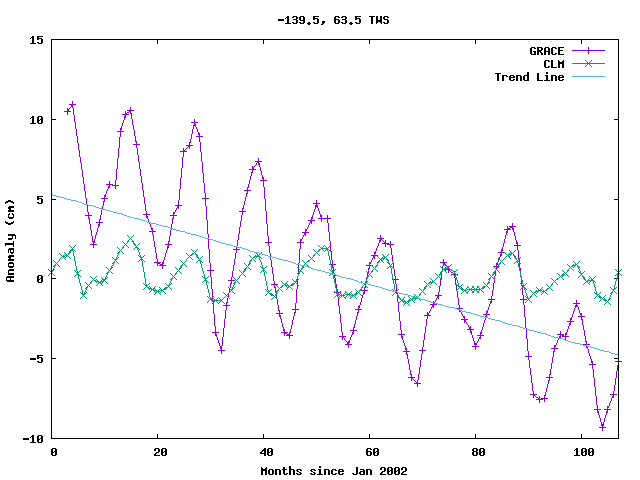 -139.5, 63.5 TWS
15
10
5
0
-5
-10
Anomaly (cm)
GRACE
CLM
Trend Line
0 20 40 60 80 100
Months since Jan 2002